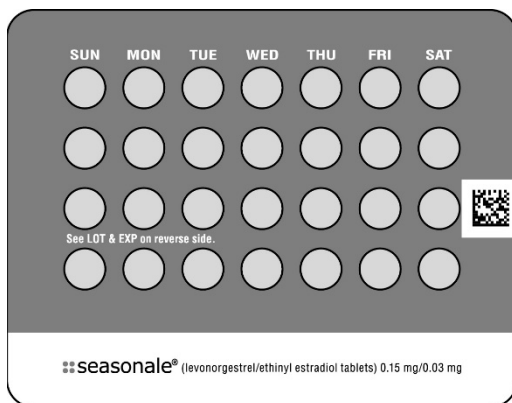 SUN MON TUE WED THU FRI SAT
See LOT & EXP on reverse side.
seasonale® (levonorgestrel/ethinyl estradiol tablets) 0.15 mg/0.03 mg